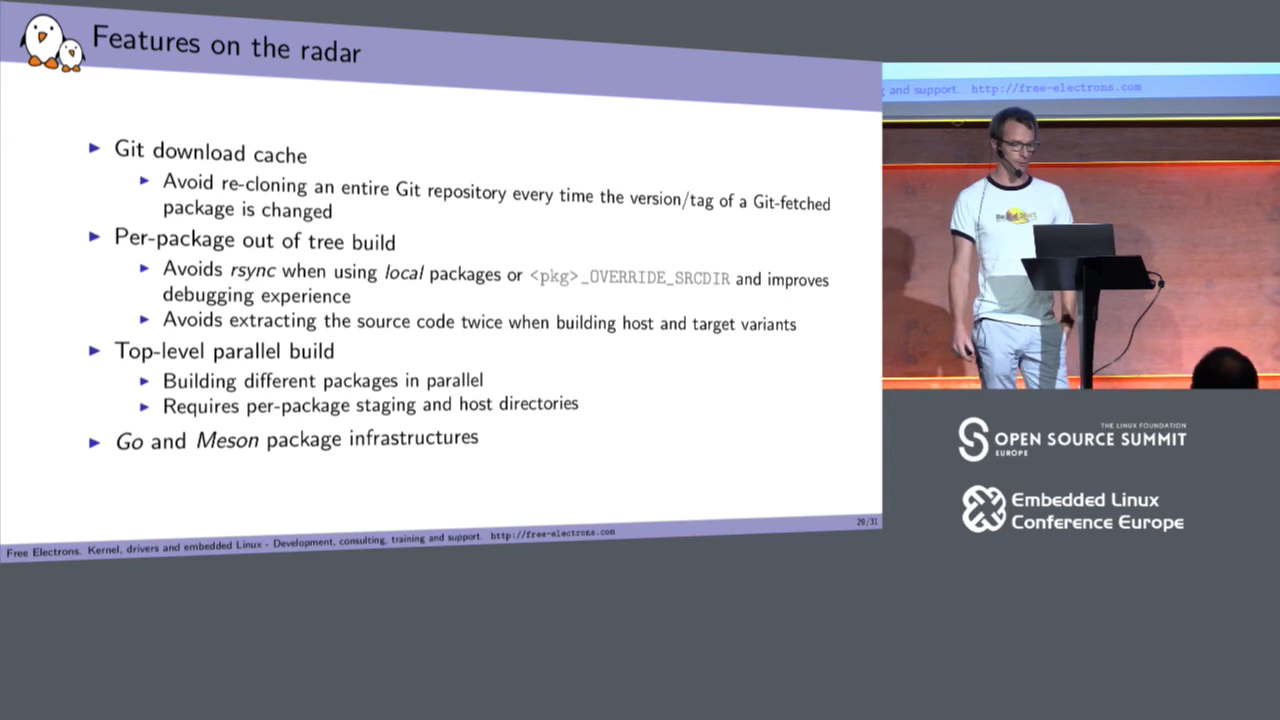 Features on the radar
Git download cache
Avoid re-cloning an entire Git repository every time the version/tag of a Git-fetched
package is changed
Per-package out of tree build
Avoids rsync when using local packages or <pkg>_OVERRIDE_SRCDIR and improves
debugging experience
Avoids extracting the source code twice when building host and target variants
Top-level parallel build
Building different packages in parallel
Requires per-package staging and host directories
Go and Meson package infrastructures
Free Electrons. Kernel, drivers and embedded Linux - Development, consulting, training and support. http://free-electrons.com
29/31
and support. http://free-electrons.com
THE LINUX FOUNDATION
OPEN SOURCE SUMMIT
EUROPE
Embedded Linux
Conference Europe